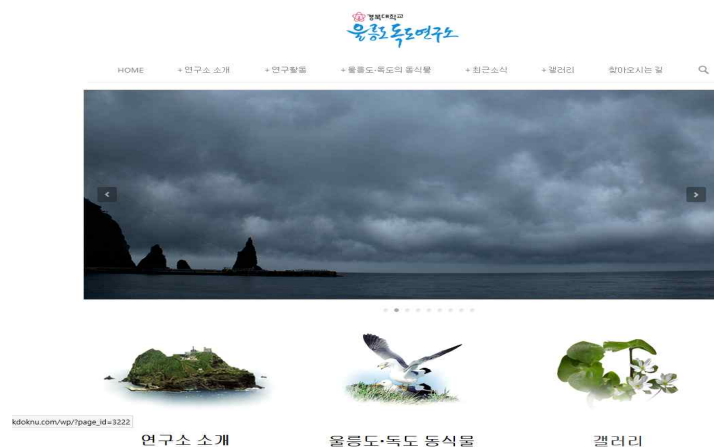 경북대학교
울릉도독도연구소
HOME + 연구소 소개 + 연구활동 + 울릉도·독도의 동식물 + 최근소식 + 갤러리 찾아오시는 길
kdoknu.com/wp/?page_id=3222
연구소 소개 울릉도·독도 동식물 갤러리